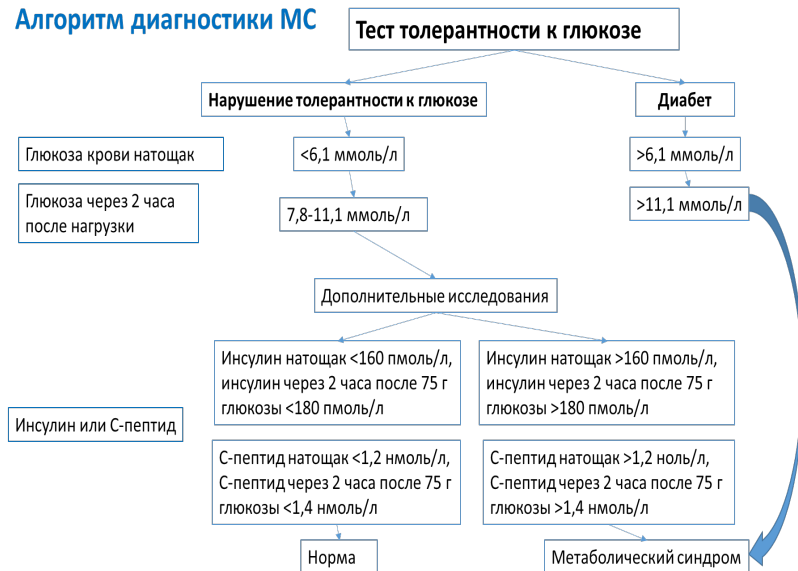 Алгоритм диагностики МС
Тест толерантности к глюкозе
Нарушение толерантности к глюкозе
Диабет
Глюкоза крови натощак
<6,1 ммоль/л
>6,1 ммоль/л
Глюкоза через 2 часа
после нагрузки
7,8-11,1 ммоль/л
>11,1 ммоль/л
Дополнительные исследования
Инсулин натощак <160 пмоль/л,
инсулин через 2 часа после 75 г
глюкозы <180 пмоль/л
Инсулин натощак >160 пмоль/л,
инсулин через 2 часа после 75 г
глюкозы >180 пмоль/л
Инсулин или С-пептид
С-пептид натощак <1,2 нмоль/л,
С-пептид через 2 часа после 75 г
глюкозы <1,4 нмоль/л
С-пептид натощак >1,2 ноль/л,
С-пептид через 2 часа после 75 г
глюкозы >1,4 нмоль/л
Норма
Метаболический синдром